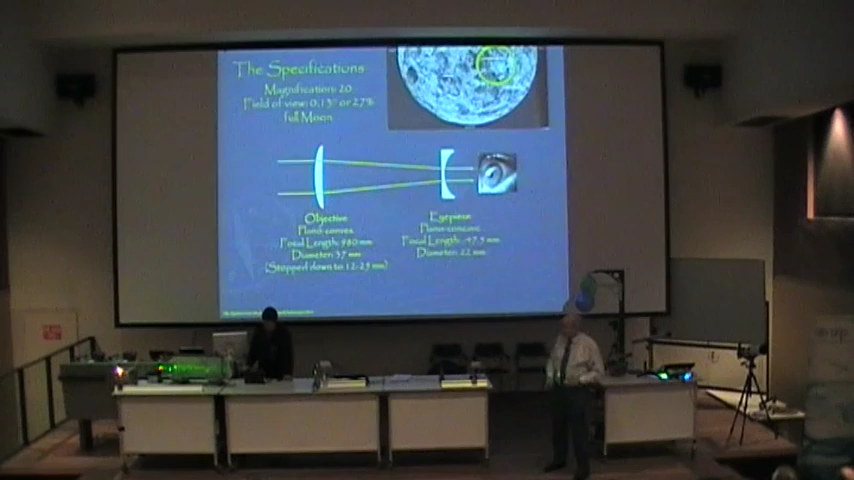 The Specifications
Magnification: 20
Field of view: 0.13° or 27%
full Moon
Objective
Plano-convex
Focal Length: 980 mm
Diameter: 37 mm
(Stopped down to 12-25 mm)
Eyepiece
Plano-concave
Focal Length: -47.5 mm
Diameter: 22 mm